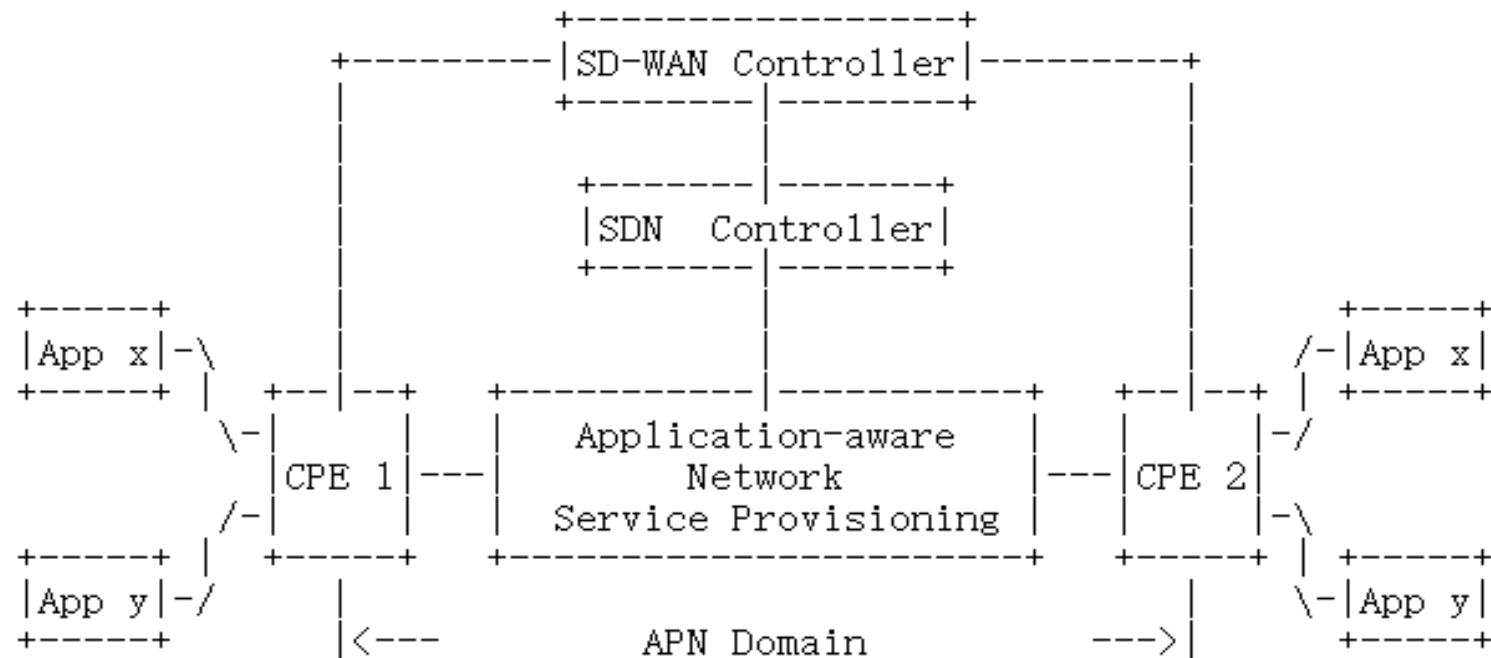 SD-WAN Controller
SDN Controller
App x App x
Application-aware
CPE 1 Network CPE 2
Service Provisioning
App y App y
APN Domain